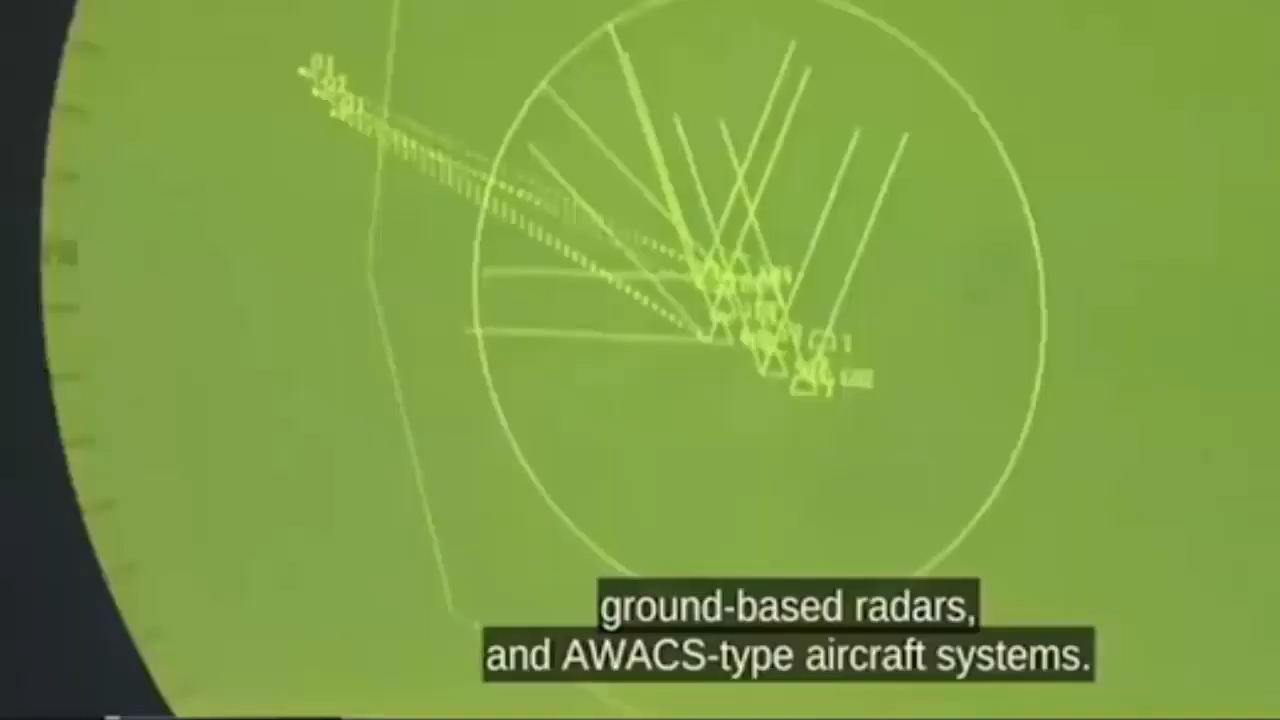 ground-based radars,
and AWACS-type aircraft systems.